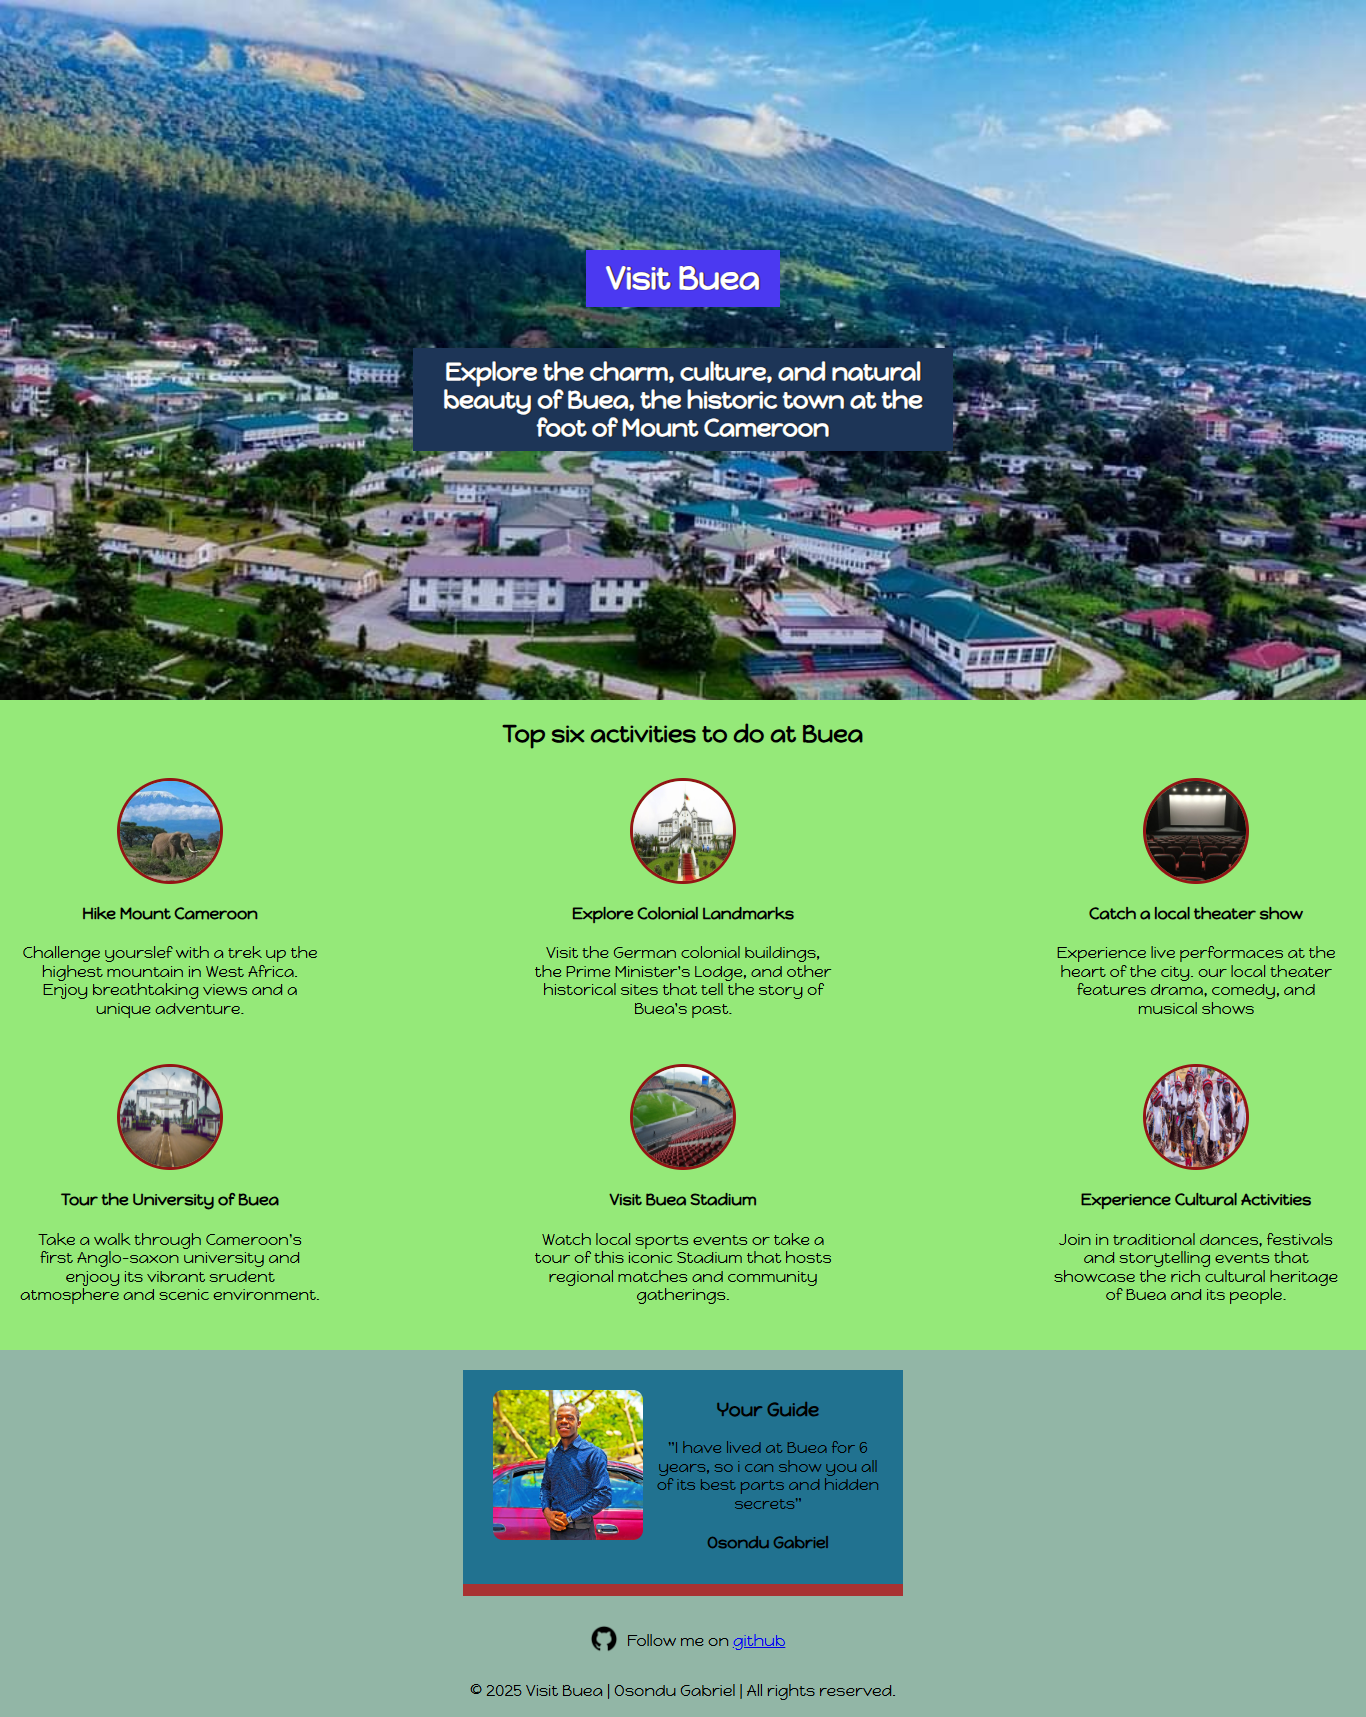 Visit Buea
Explore the charm, culture, and natural
beauty of Buea, the historic town at the
foot of Mount Cameroon
Top six activities to do at Buea
Hike Mount Cameroon
Challenge yourslef with a trek up the
highest mountain in West Africa.
Enjoy breathtaking views and a
unique adventure.
Explore Colonial Landmarks
Visit the German colonial buildings,
the Prime Minister's Lodge, and other
historical sites that tell the story of
Buea's past.
Catch a local theater show
Experience live performaces at the
heart of the city. our local theater
features drama, comedy, and
musical shows
Tour the University of Buea
Take a walk through Cameroon's
first Anglo-saxon university and
enjooy its vibrant srudent
atmosphere and scenic environment.
Visit Buea Stadium
Watch local sports events or take a
tour of this iconic Stadium that hosts
regional matches and community
gatherings.
Experience Cultural Activities
Join in traditional dances, festivals
and storytelling events that
showcase the rich cultural heritage
of Buea and its people.
Your Guide
"I have lived at Buea for 6
years, so i can show you all
of its best parts and hidden
secrets"
Osondu Gabriel
Follow me on github
© 2025 Visit Buea | Osondu Gabriel | All rights reserved.